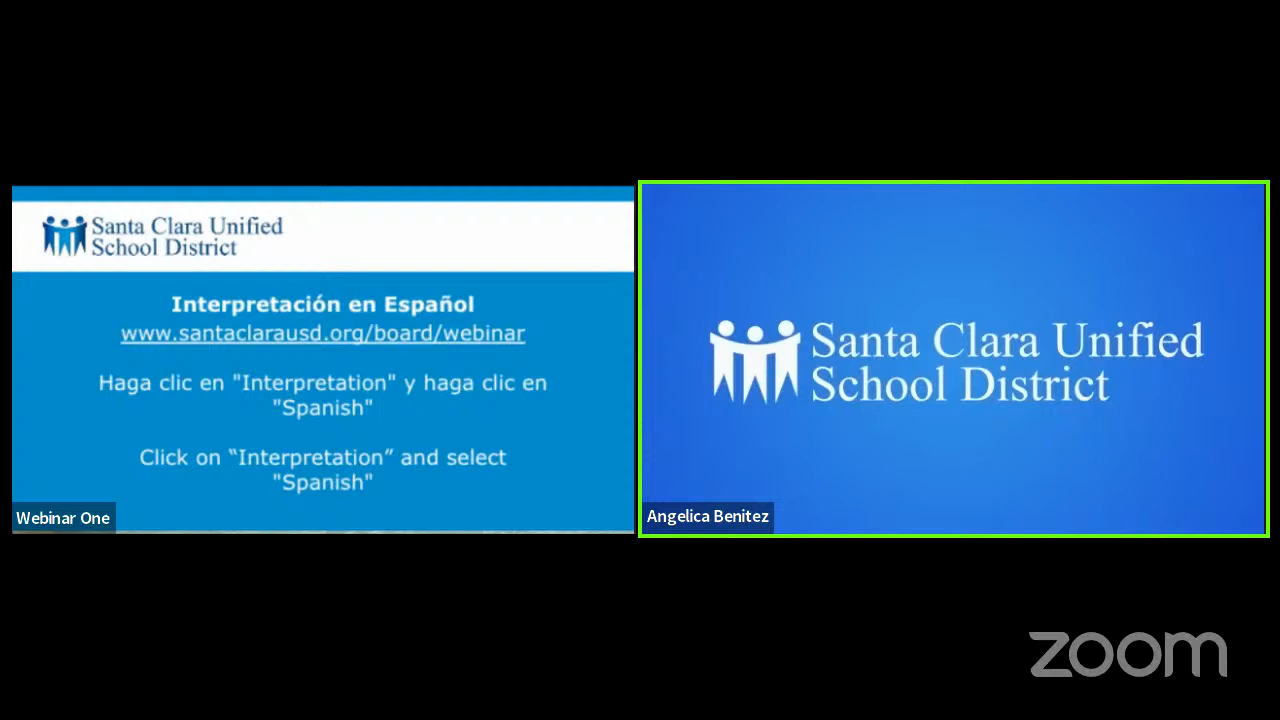 Santa Clara Unified
School District
Interpretación en Español
www.santaclarausd.org/board/webinar
Haga clic en "Interpretation" y haga clic en
"Spanish"
Click on “Interpretation” and select
"Spanish"
Webinar One
Santa Clara Unified
School District
Angelica Benitez
zoom